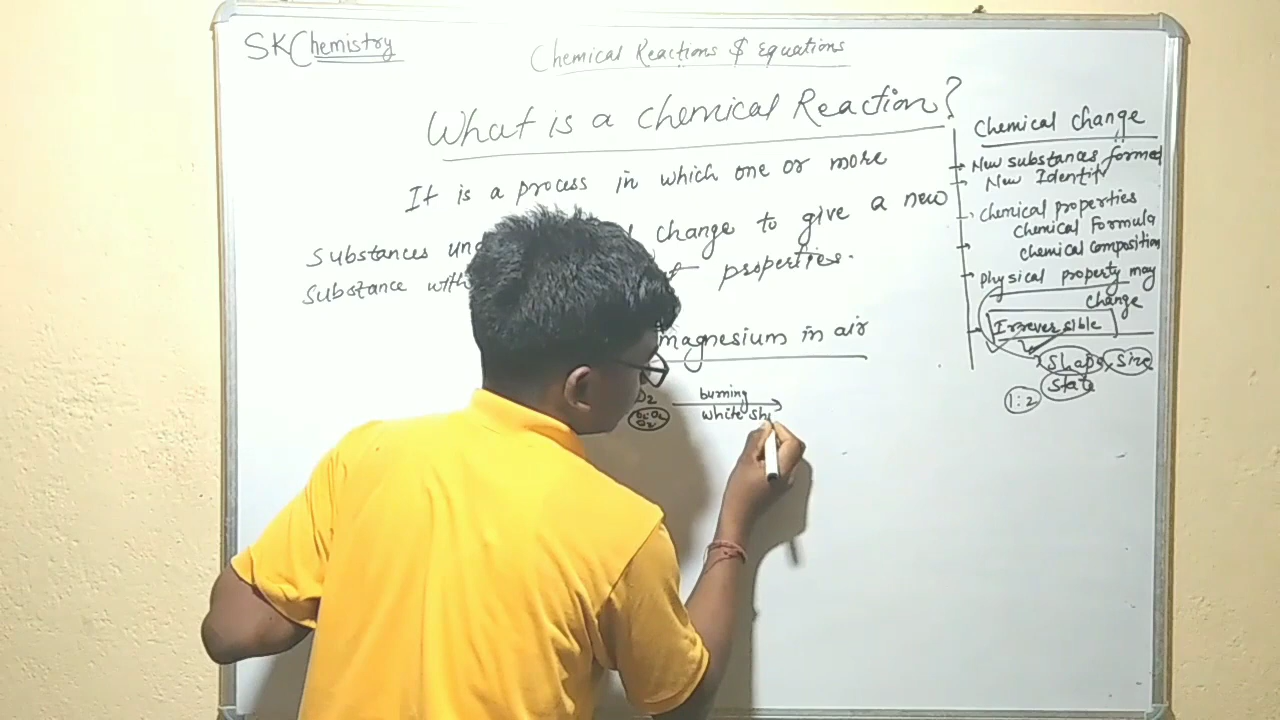 SKChemistry
Chemical Reactions $ Equations
What is a Chemical Reaction?
It is a process in which one or more
Substances change to give a new
Substance properties.
magnesium in air
O2 burning
White
Chemical Change
New substances formed
New Identity
Chemical properties
Chemical Formula
chemical composition
Physical property may
change
Irreversible
Shape, Size
State
1:2